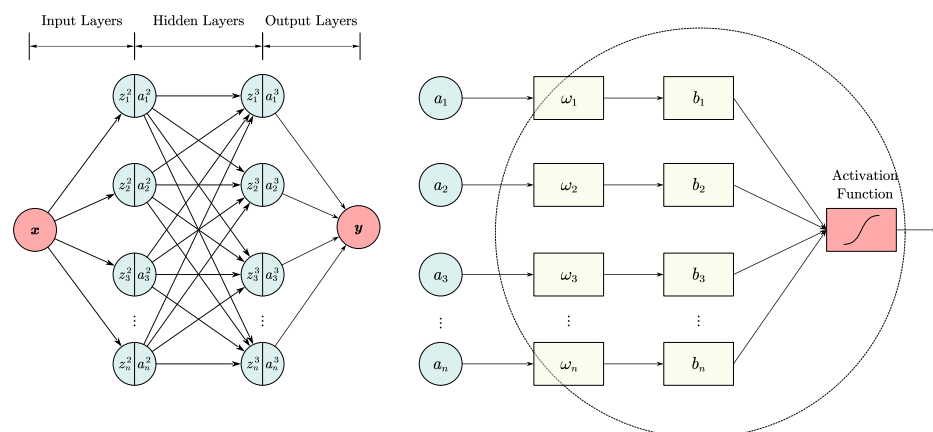 Input Layers Hidden Layers Output Layers
z₁² a₁² z₁³ a₁³
z₂² a₂² z₂³ a₂³
x y
z₃² a₃² z₃³ a₃³
⋮ ⋮
zₙ² aₙ² zₙ³ aₙ³
a₁ ω₁ b₁
a₂ ω₂ b₂
Activation
Function
a₃ ω₃ b₃
⋮ ⋮ ⋮
aₙ ωₙ bₙ